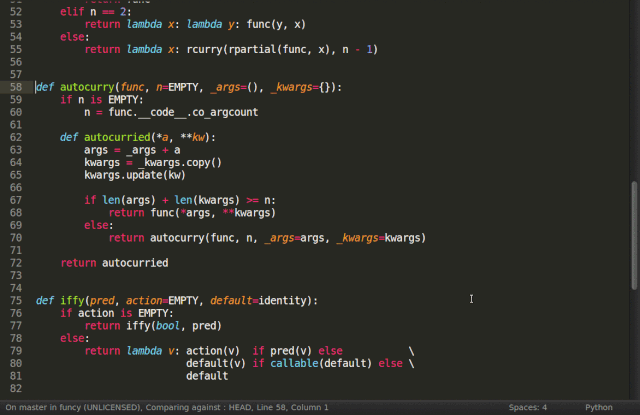 51 return func
52 elif n == 2:
53 return lambda x: lambda y: func(y, x)
54 else:
55 return lambda x: rcurry(rpartial(func, x), n - 1)
56
57
58 def autocurry(func, n=EMPTY, _args=(), _kwargs={}):
59 if n is EMPTY:
60 n = func.__code__.co_argcount
61
62 def autocurried(*a, **kw):
63 args = _args + a
64 kwargs = _kwargs.copy()
65 kwargs.update(kw)
66
67 if len(args) + len(kwargs) >= n:
68 return func(*args, **kwargs)
69 else:
70 return autocurry(func, n, _args=args, _kwargs=kwargs)
71
72 return autocurried
73
74
75 def iffy(pred, action=EMPTY, default=identity):
76 if action is EMPTY:
77 return iffy(bool, pred)
78 else:
79 return lambda v: action(v) if pred(v) else \
80 default(v) if callable(default) else \
81 default
82
On master in funcy (UNLICENSED), Comparing against : HEAD, Line 58, Column 1 Spaces: 4 Python